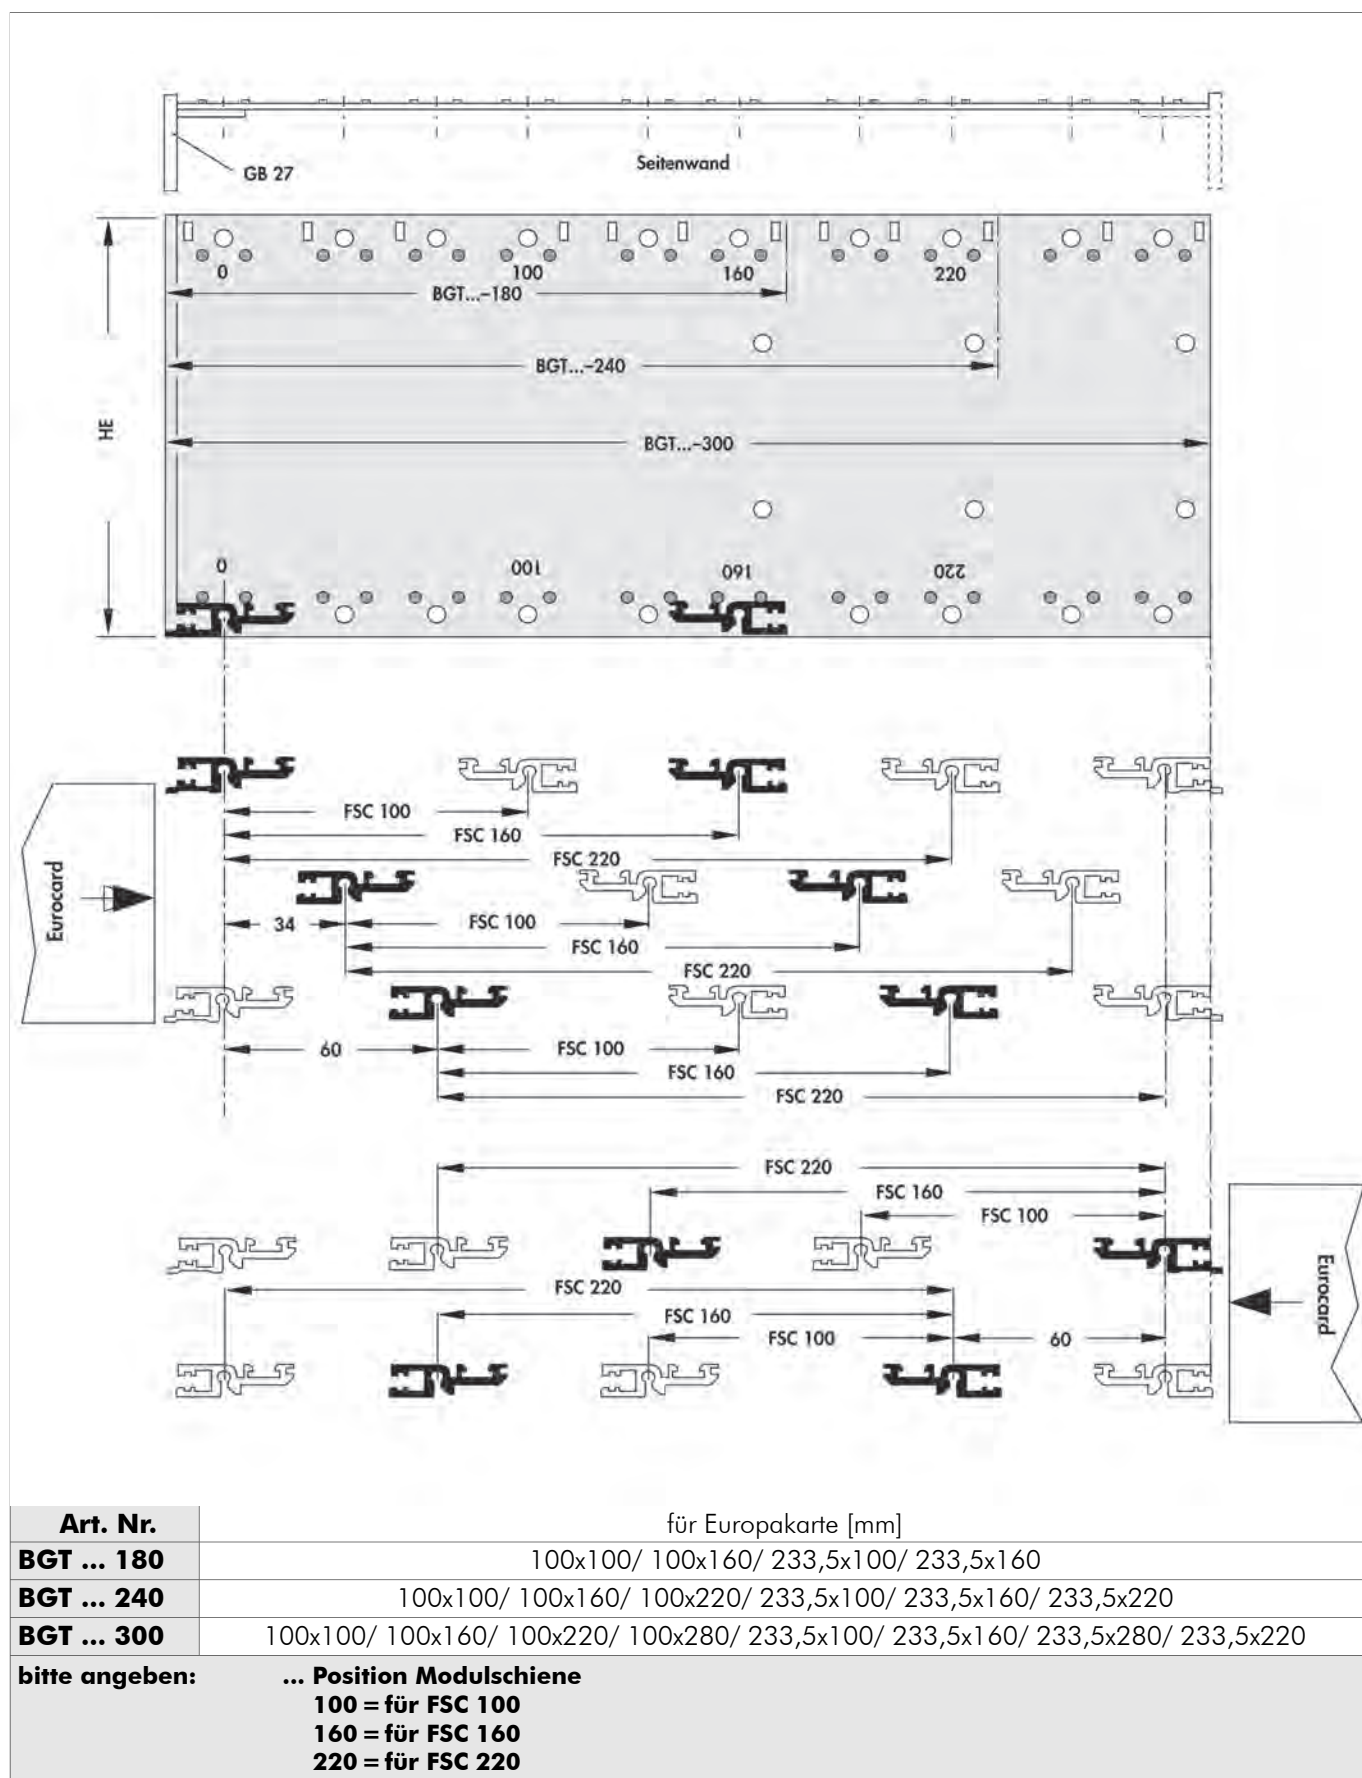 Seitenwand
GB 27
HE
0 100 160 220
BGT...–180
BGT...–240
BGT...–300
0 100 160 220
Eurocard
FSC 100
FSC 160
FSC 220
34 FSC 100
FSC 160
FSC 220
60 FSC 100
FSC 160
FSC 220
FSC 220
FSC 160
FSC 100
Eurocard
FSC 220
FSC 160
FSC 100 60
Art. Nr. für Europakarte [mm]
BGT ... 180 100x100/ 100x160/ 233,5x100/ 233,5x160
BGT ... 240 100x100/ 100x160/ 100x220/ 233,5x100/ 233,5x160/ 233,5x220
BGT ... 300 100x100/ 100x160/ 100x220/ 100x280/ 233,5x100/ 233,5x160/ 233,5x280/ 233,5x220
bitte angeben: ... Position Modulschiene
100 = für FSC 100
160 = für FSC 160
220 = für FSC 220